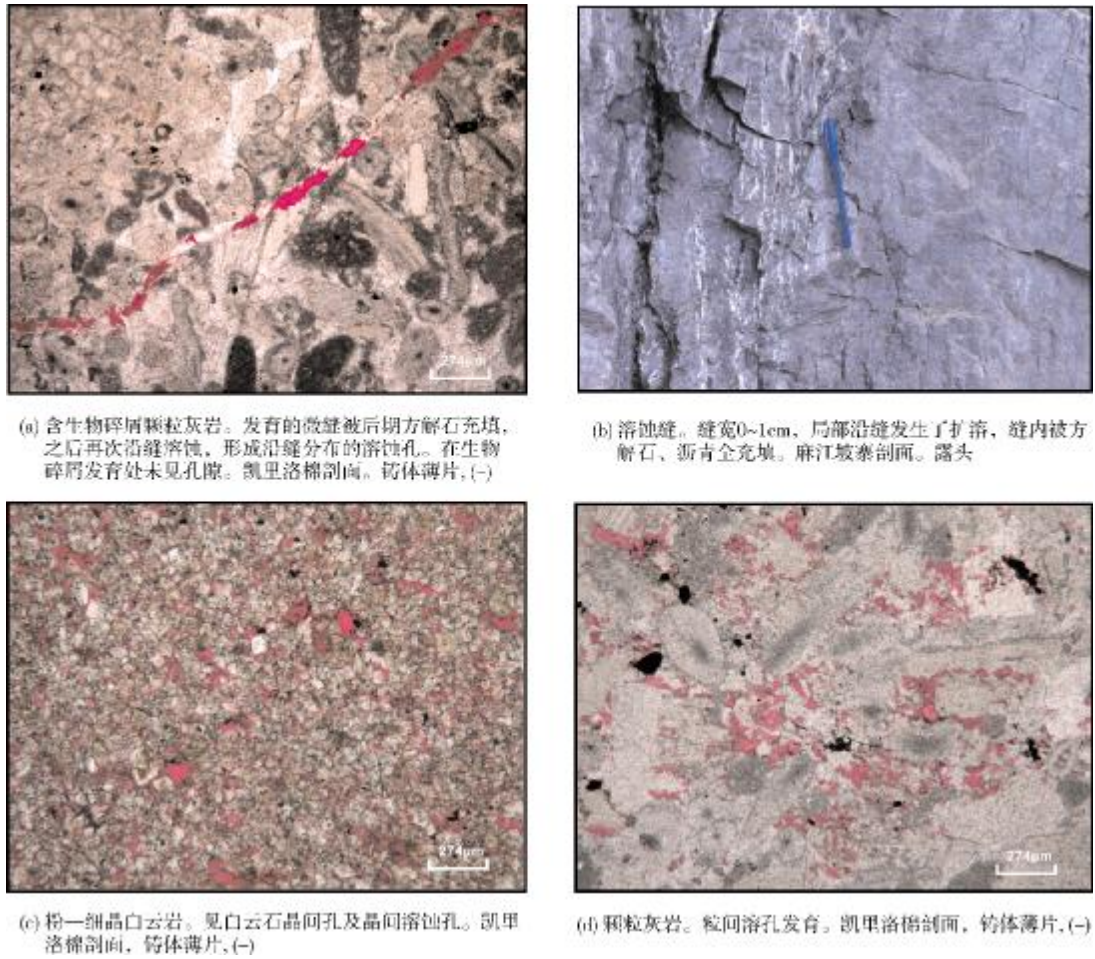 274μm
(a) 含生物碎屑颗粒灰岩。发育的微缝被后期方解石充填,
之后再次沿缝溶蚀,形成沿缝分布的溶蚀孔。在生物
碎屑发育处未见孔隙。凯里洛棉剖面。铸体薄片, (−)
(b) 溶蚀缝。缝宽0~1cm, 局部沿缝发生了扩溶, 缝内被方
解石、沥青全充填。麻江坡寨剖面。露头
274μm
(c) 粉—细晶白云岩。见白云石晶间孔及晶间溶蚀孔。凯里
洛棉剖面, 铸体薄片, (−)
274μm
(d) 颗粒灰岩。粒间溶孔发育。凯里洛棉剖面, 铸体薄片, (−)